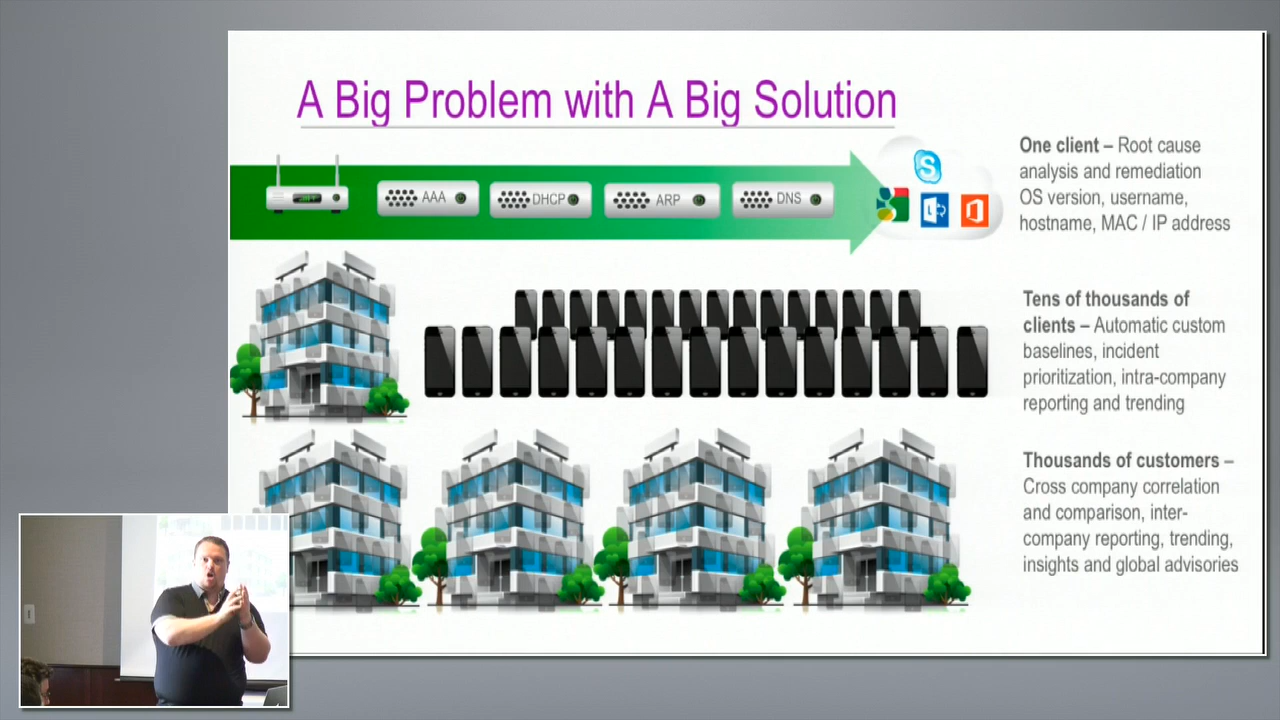 A Big Problem with A Big Solution
AAA
DHCP
ARP
DNS
S
One client – Root cause
analysis and remediation
OS version, username,
hostname, MAC / IP address
Tens of thousands of
clients – Automatic custom
baselines, incident
prioritization, intra-company
reporting and trending
Thousands of customers –
Cross company correlation
and comparison, inter-
company reporting, trending,
insights and global advisories